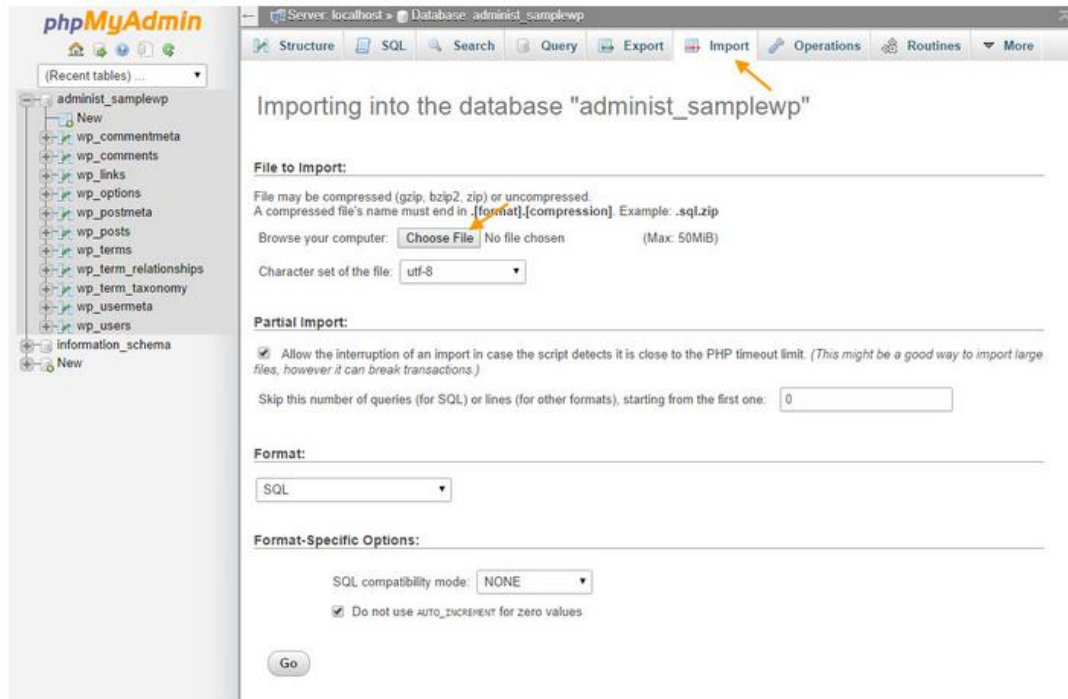 phpMyAdmin
(Recent tables) ...
administ_samplewp
New
wp_commentmeta
wp_comments
wp_links
wp_options
wp_postmeta
wp_posts
wp_terms
wp_term_relationships
wp_term_taxonomy
wp_usermeta
wp_users
information_schema
New
Server: localhost » Database: administ_samplewp
Structure SQL Search Query Export Import Operations Routines More
Importing into the database "administ_samplewp"
File to Import:
File may be compressed (gzip, bzip2, zip) or uncompressed.
A compressed file's name must end in .[format].[compression]. Example: .sql.zip
Browse your computer: Choose File No file chosen (Max: 50MiB)
Character set of the file: utf-8
Partial Import:
Allow the interruption of an import in case the script detects it is close to the PHP timeout limit. (This might be a good way to import large
files, however it can break transactions.)
Skip this number of queries (for SQL) or lines (for other formats), starting from the first one: 0
Format:
SQL
Format-Specific Options:
SQL compatibility mode: NONE
Do not use AUTO_INCREMENT for zero values
Go